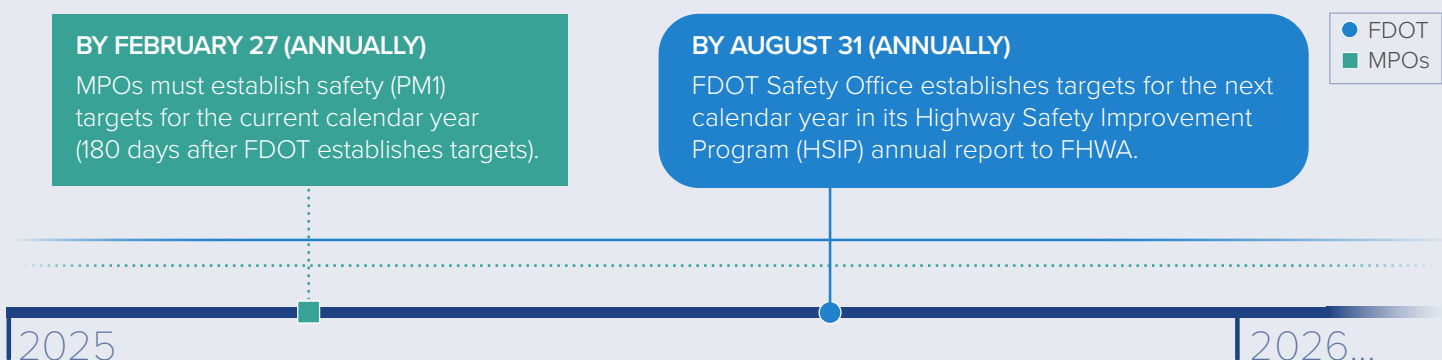 BY FEBRUARY 27 (ANNUALLY)
MPOs must establish safety (PM1)
targets for the current calendar year
(180 days after FDOT establishes targets).
BY AUGUST 31 (ANNUALLY)
FDOT Safety Office establishes targets for the next
calendar year in its Highway Safety Improvement
Program (HSIP) annual report to FHWA.
FDOT
MPOs
2025
2026...